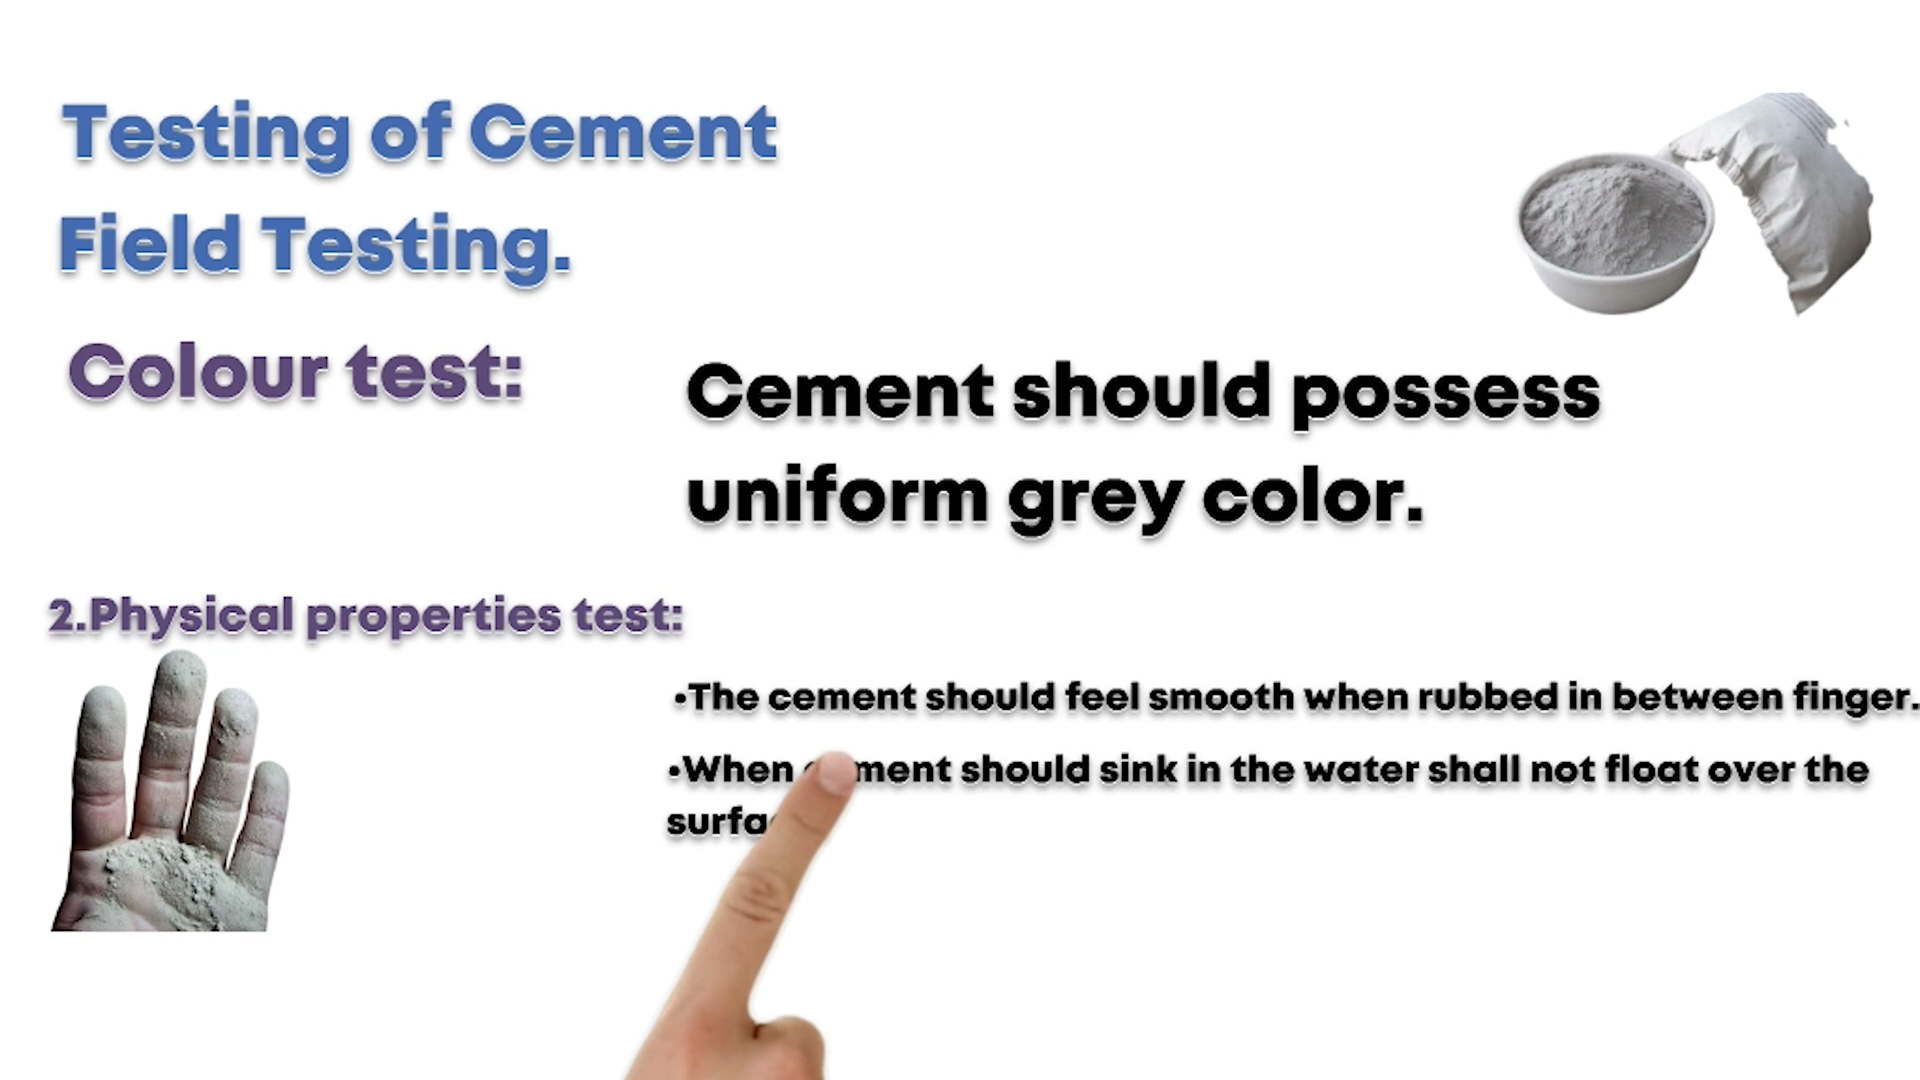 Testing of Cement
Field Testing.
Colour test:
Cement should possess
uniform grey color.
2.Physical properties test:
•The cement should feel smooth when rubbed in between finger.
•When cement should sink in the water shall not float over the